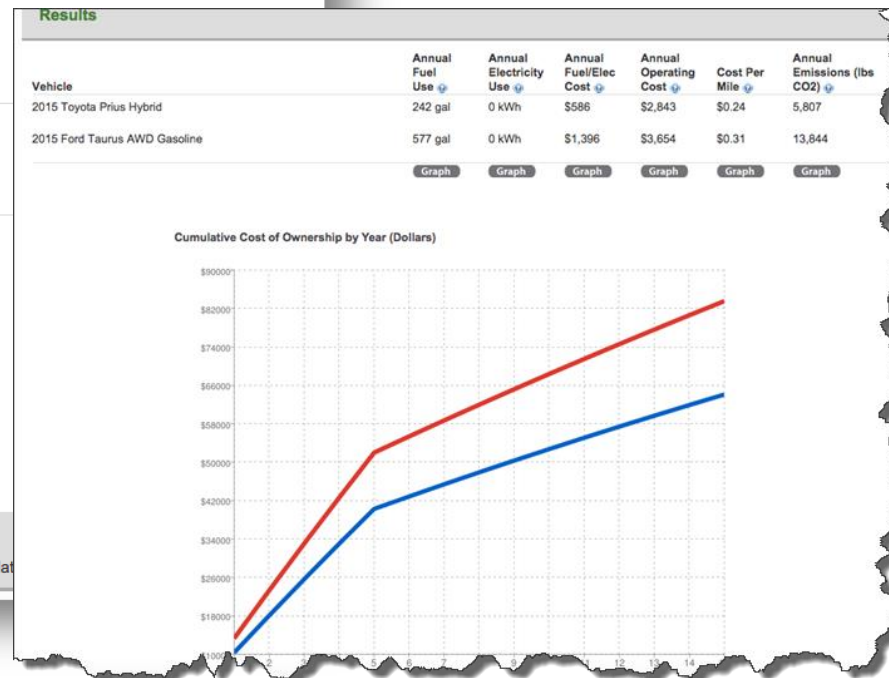 Results
Vehicle
Annual
Fuel
Use
Annual
Electricity
Use
Annual
Fuel/Elec
Cost
Annual
Operating
Cost
Cost Per
Mile
Annual
Emissions (lbs
CO2)
2015 Toyota Prius Hybrid 242 gal 0 kWh $586 $2,843 $0.24 5,807
2015 Ford Taurus AWD Gasoline 577 gal 0 kWh $1,396 $3,654 $0.31 13,844
Graph Graph Graph Graph Graph Graph
Cumulative Cost of Ownership by Year (Dollars)
$90000
$82000
$74000
$66000
$58000
$50000
$42000
$34000
$26000
$18000
at
2 5 6 7 9 12 13 14